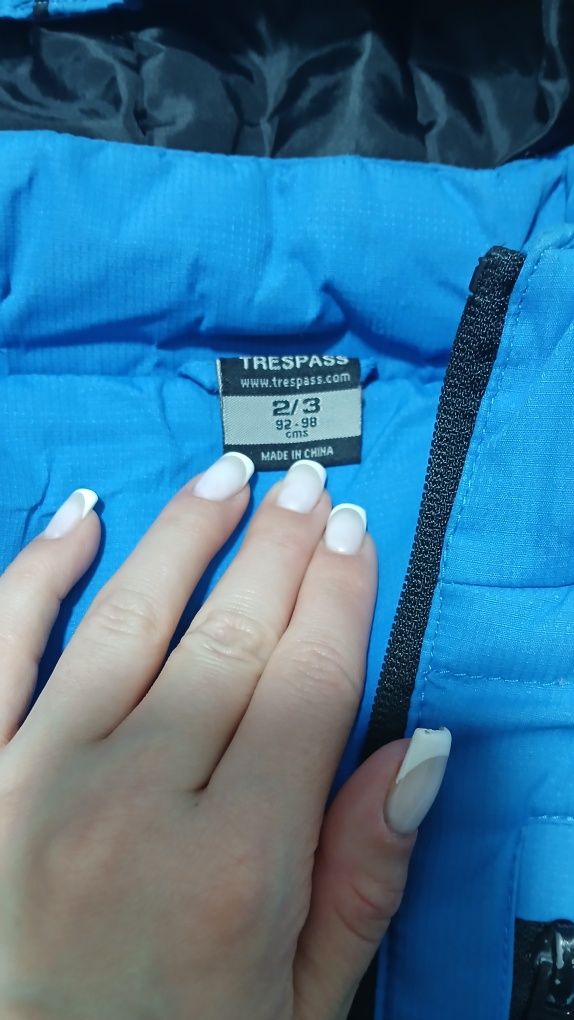 TRESPASS
www.trespass.com
2/3
92-98
cms
MADE IN CHINA